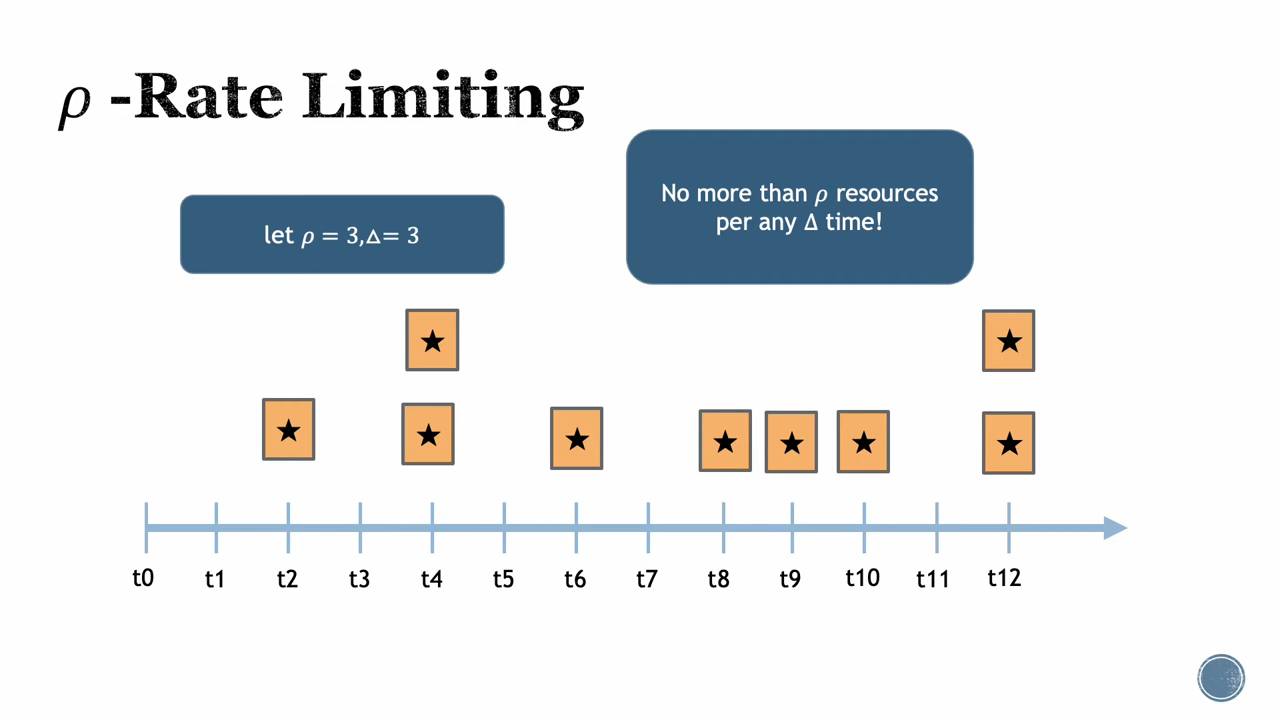 ρ -Rate Limiting
let ρ = 3,Δ= 3
No more than ρ resources
per any Δ time!
t0 t1 t2 t3 t4 t5 t6 t7 t8 t9 t10 t11 t12